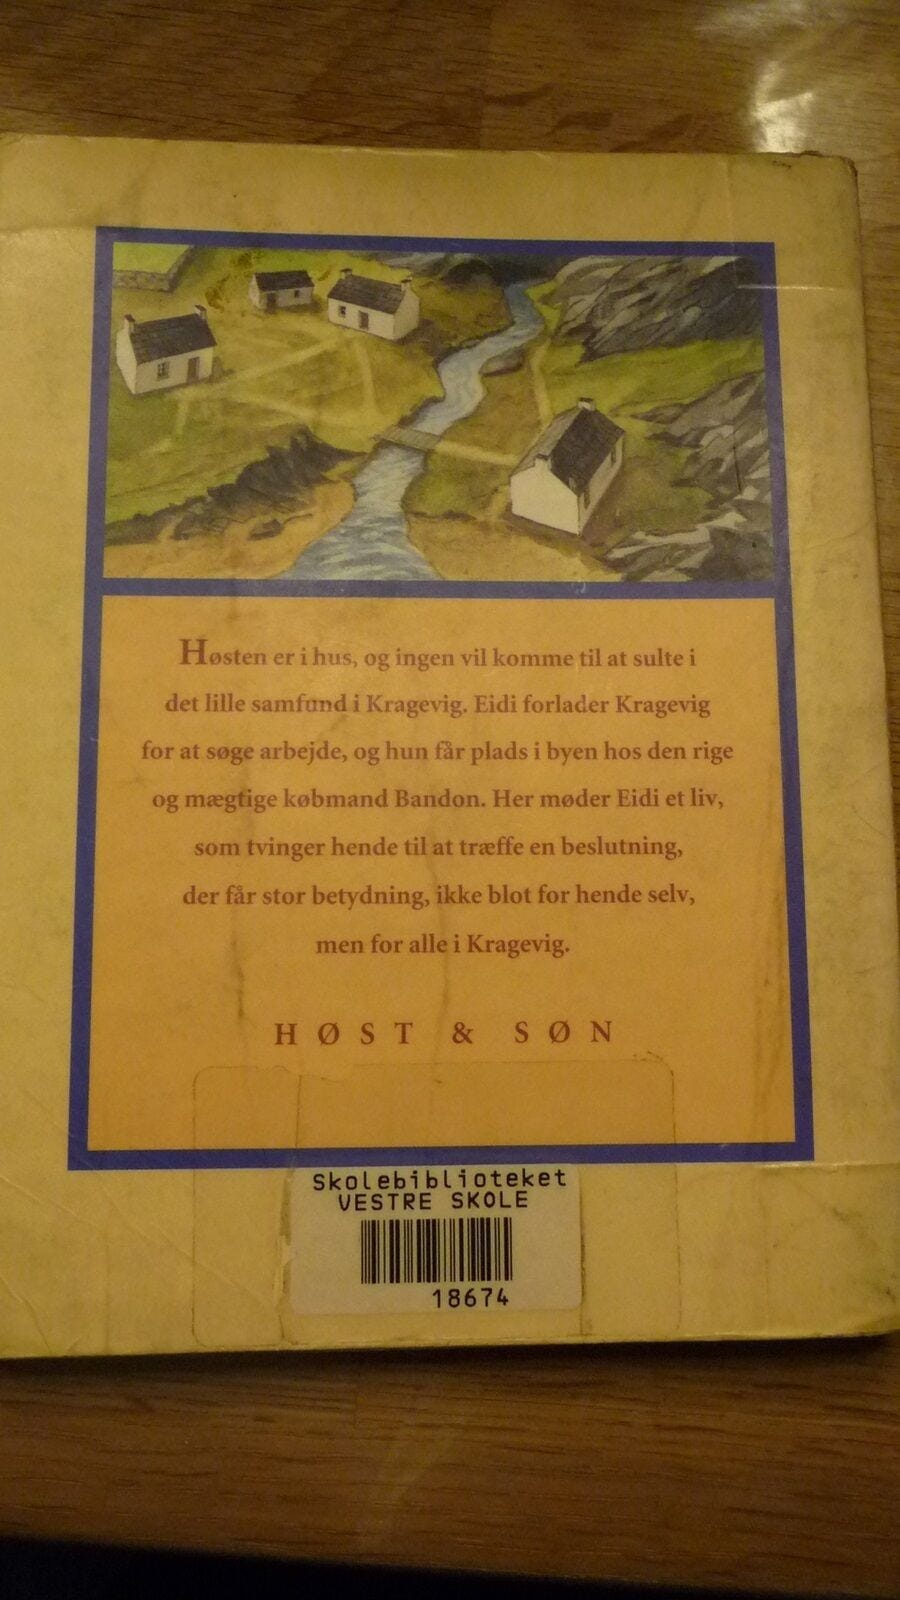 Høsten er i hus, og ingen vil komme til at sulte i
det lille samfund i Kragevig. Eidi forlader Kragevig
for at søge arbejde, og hun får plads i byen hos den rige
og mægtige købmand Bandon. Her møder Eidi et liv,
som tvinger hende til at træffe en beslutning,
der får stor betydning, ikke blot for hende selv,
men for alle i Kragevig.
HØST & SØN
Skolebiblioteket
VESTRE SKOLE
18674